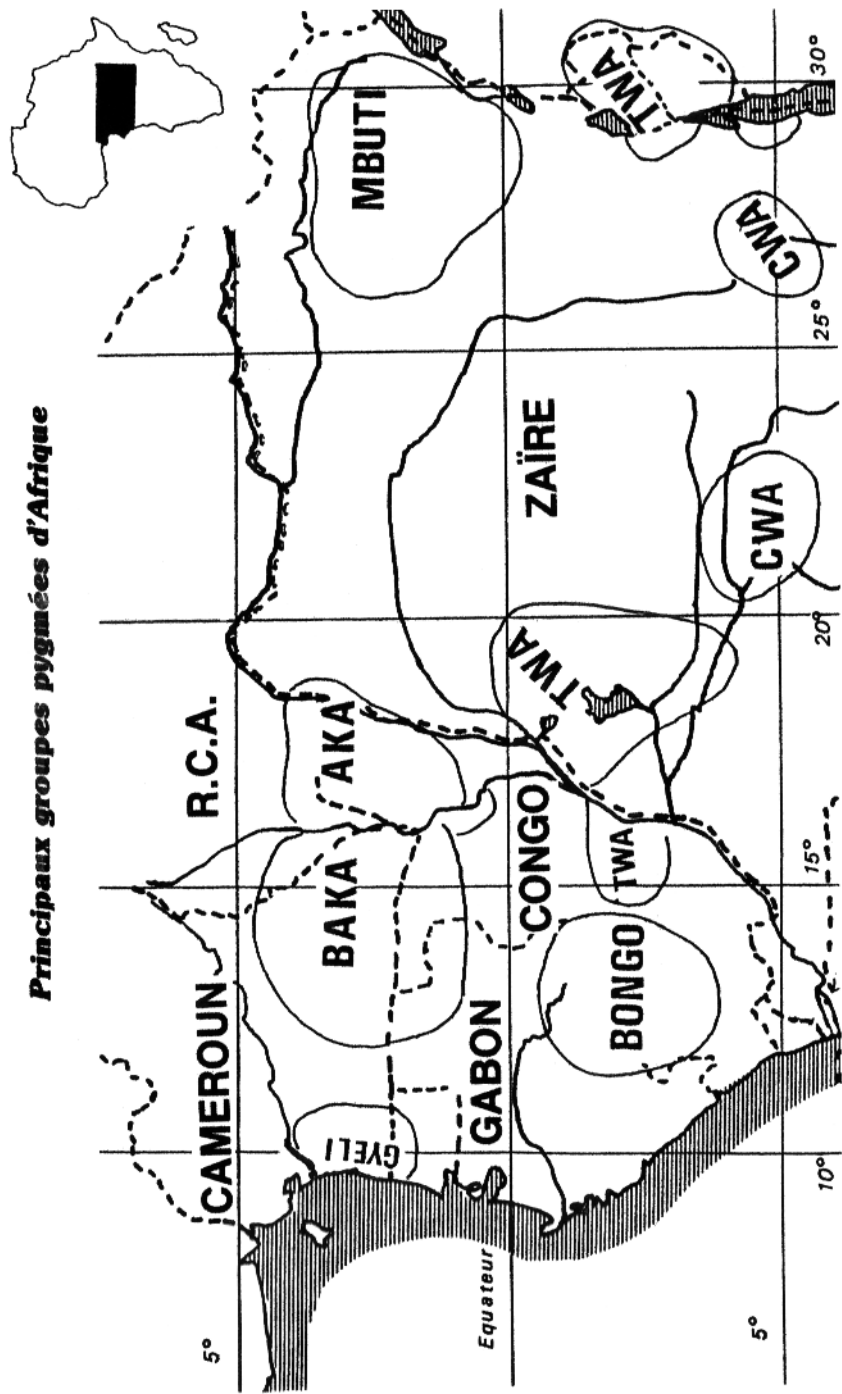 Principaux groupes pygmées d'Afrique
CAMEROUN
R.C.A.
5°
GYELI
BAKA
AKA
MBUTI
Equateur
GABON
CONGO
ZAÏRE
TWA
TWA
BONGO
TWA
CWA
CWA
5°
10°
15°
20°
25°
30°